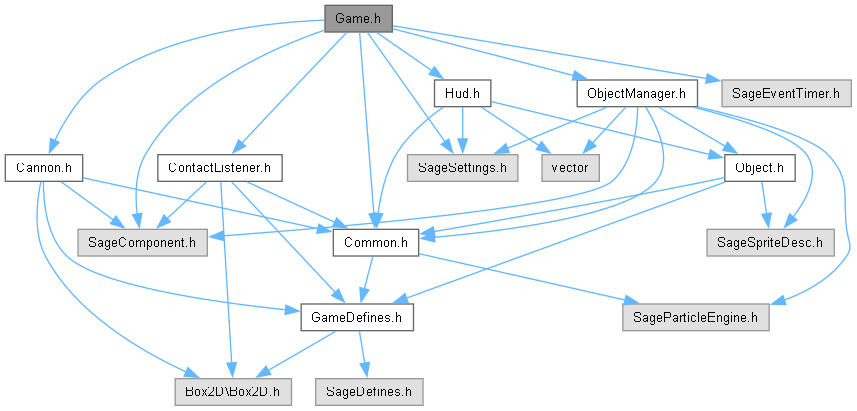 Game.h
Hud.h
ObjectManager.h
SageEventTimer.h
Cannon.h
ContactListener.h
SageSettings.h
vector
Object.h
SageComponent.h
Common.h
SageSpriteDesc.h
GameDefines.h
SageParticleEngine.h
Box2D\Box2D.h
SageDefines.h